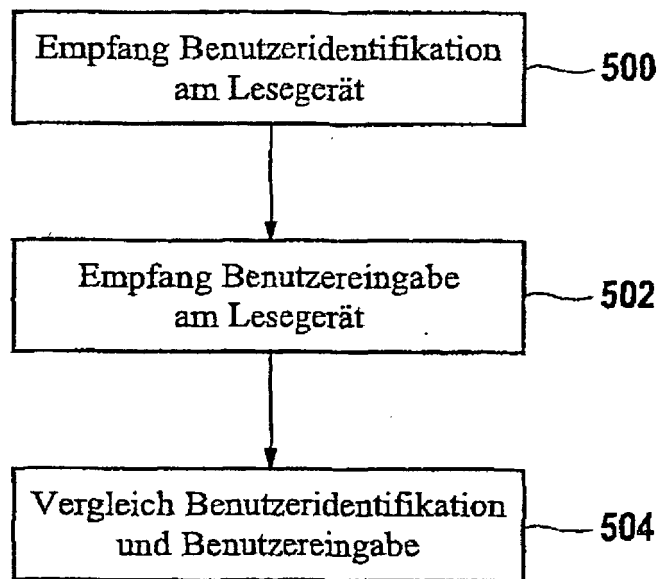 Empfang Benutzeridentifikation
am Lesegerät
500
Empfang Benutzereingabe
am Lesegerät
502
Vergleich Benutzeridentifikation
und Benutzereingabe
504